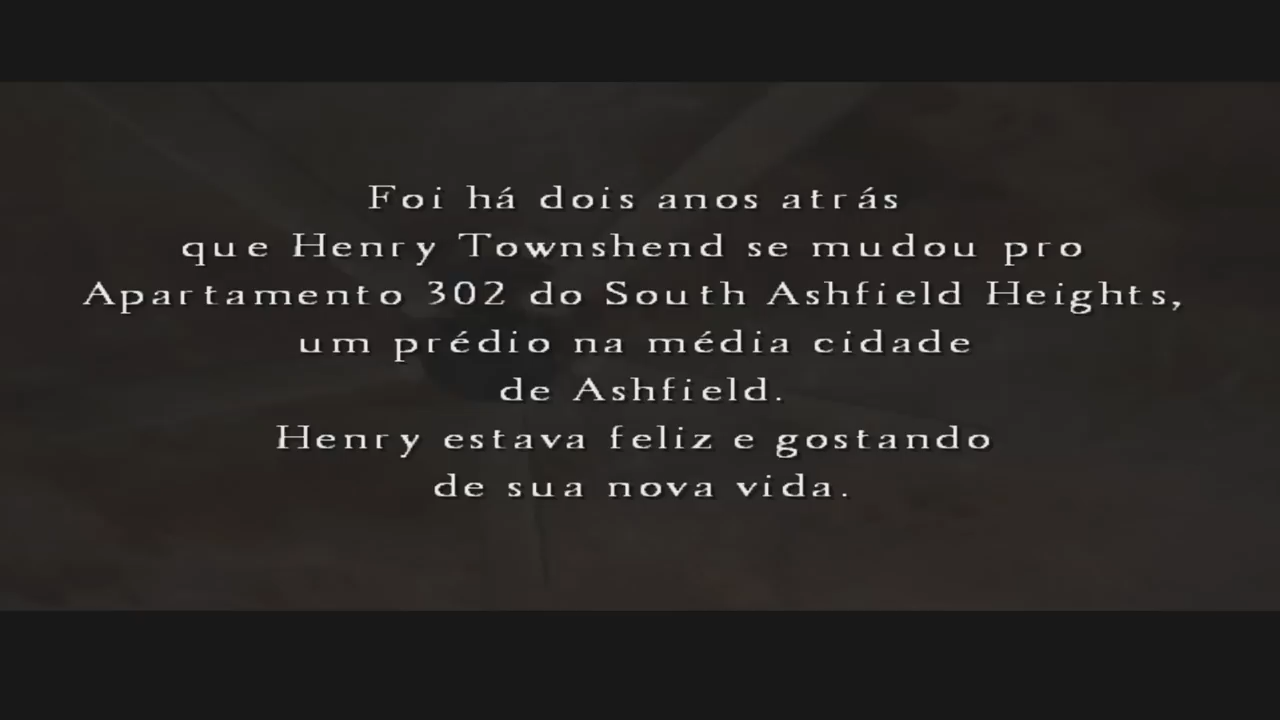 Foi há dois anos atrás
que Henry Townshend se mudou pro
Apartamento 302 do South Ashfield Heights,
um prédio na média cidade
de Ashfield.
Henry estava feliz e gostando
de sua nova vida.